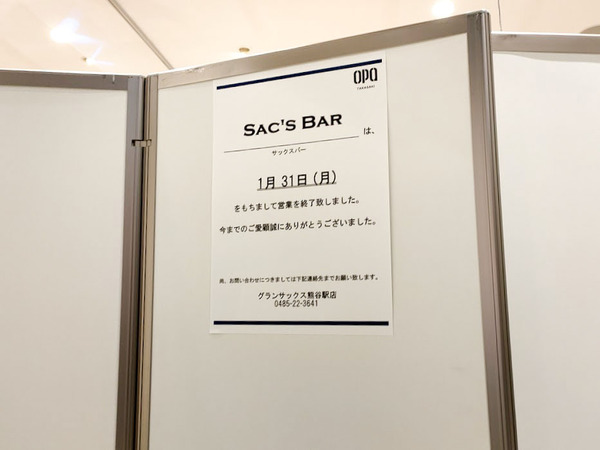 OPA
TAKASAKI
SAC'S BAR は、
サックスバー
1月 31日 (月)
をもちまして営業を終了致しました。
今までのご愛顧誠にありがとうございました。
尚、お問い合わせにつきましては下記連絡先までお願い致します。
グランサックス熊谷駅店
0485-22-3641